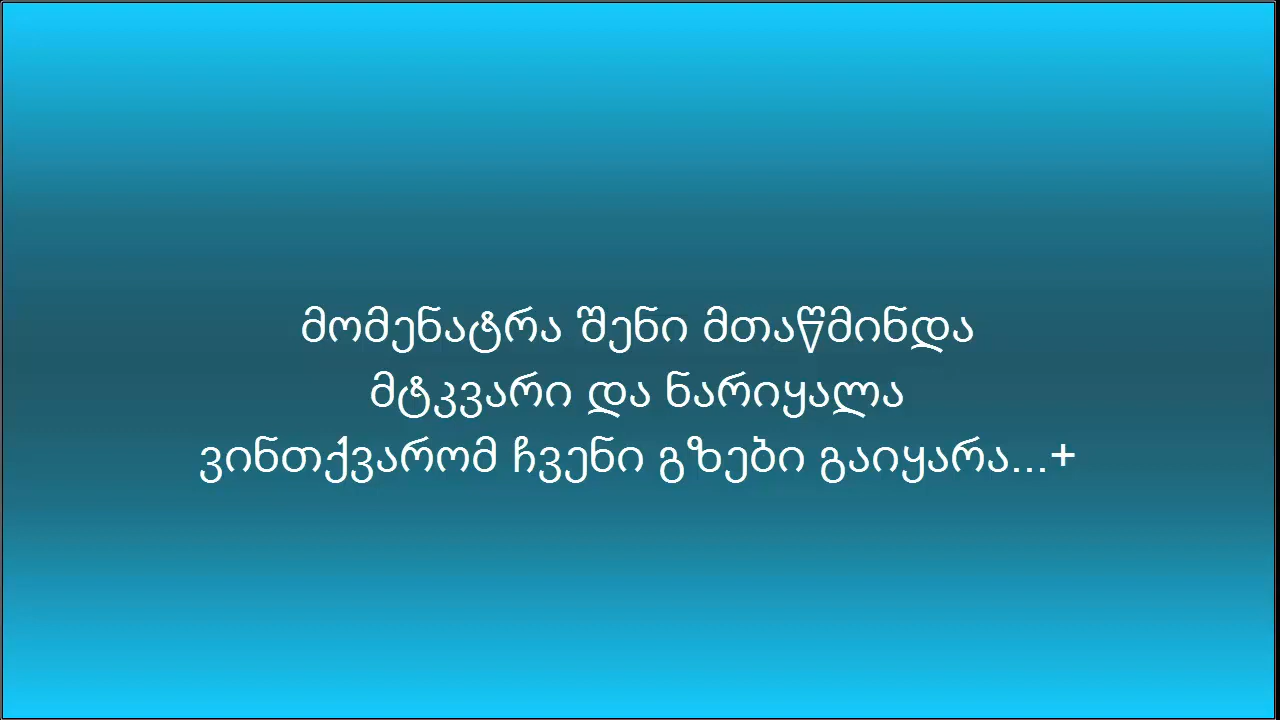 მომენატრა შენი მთაწმინდა
მტკვარი და ნარიყალა
ვინთქვარომ ჩვენი გზები გაიყარა...+